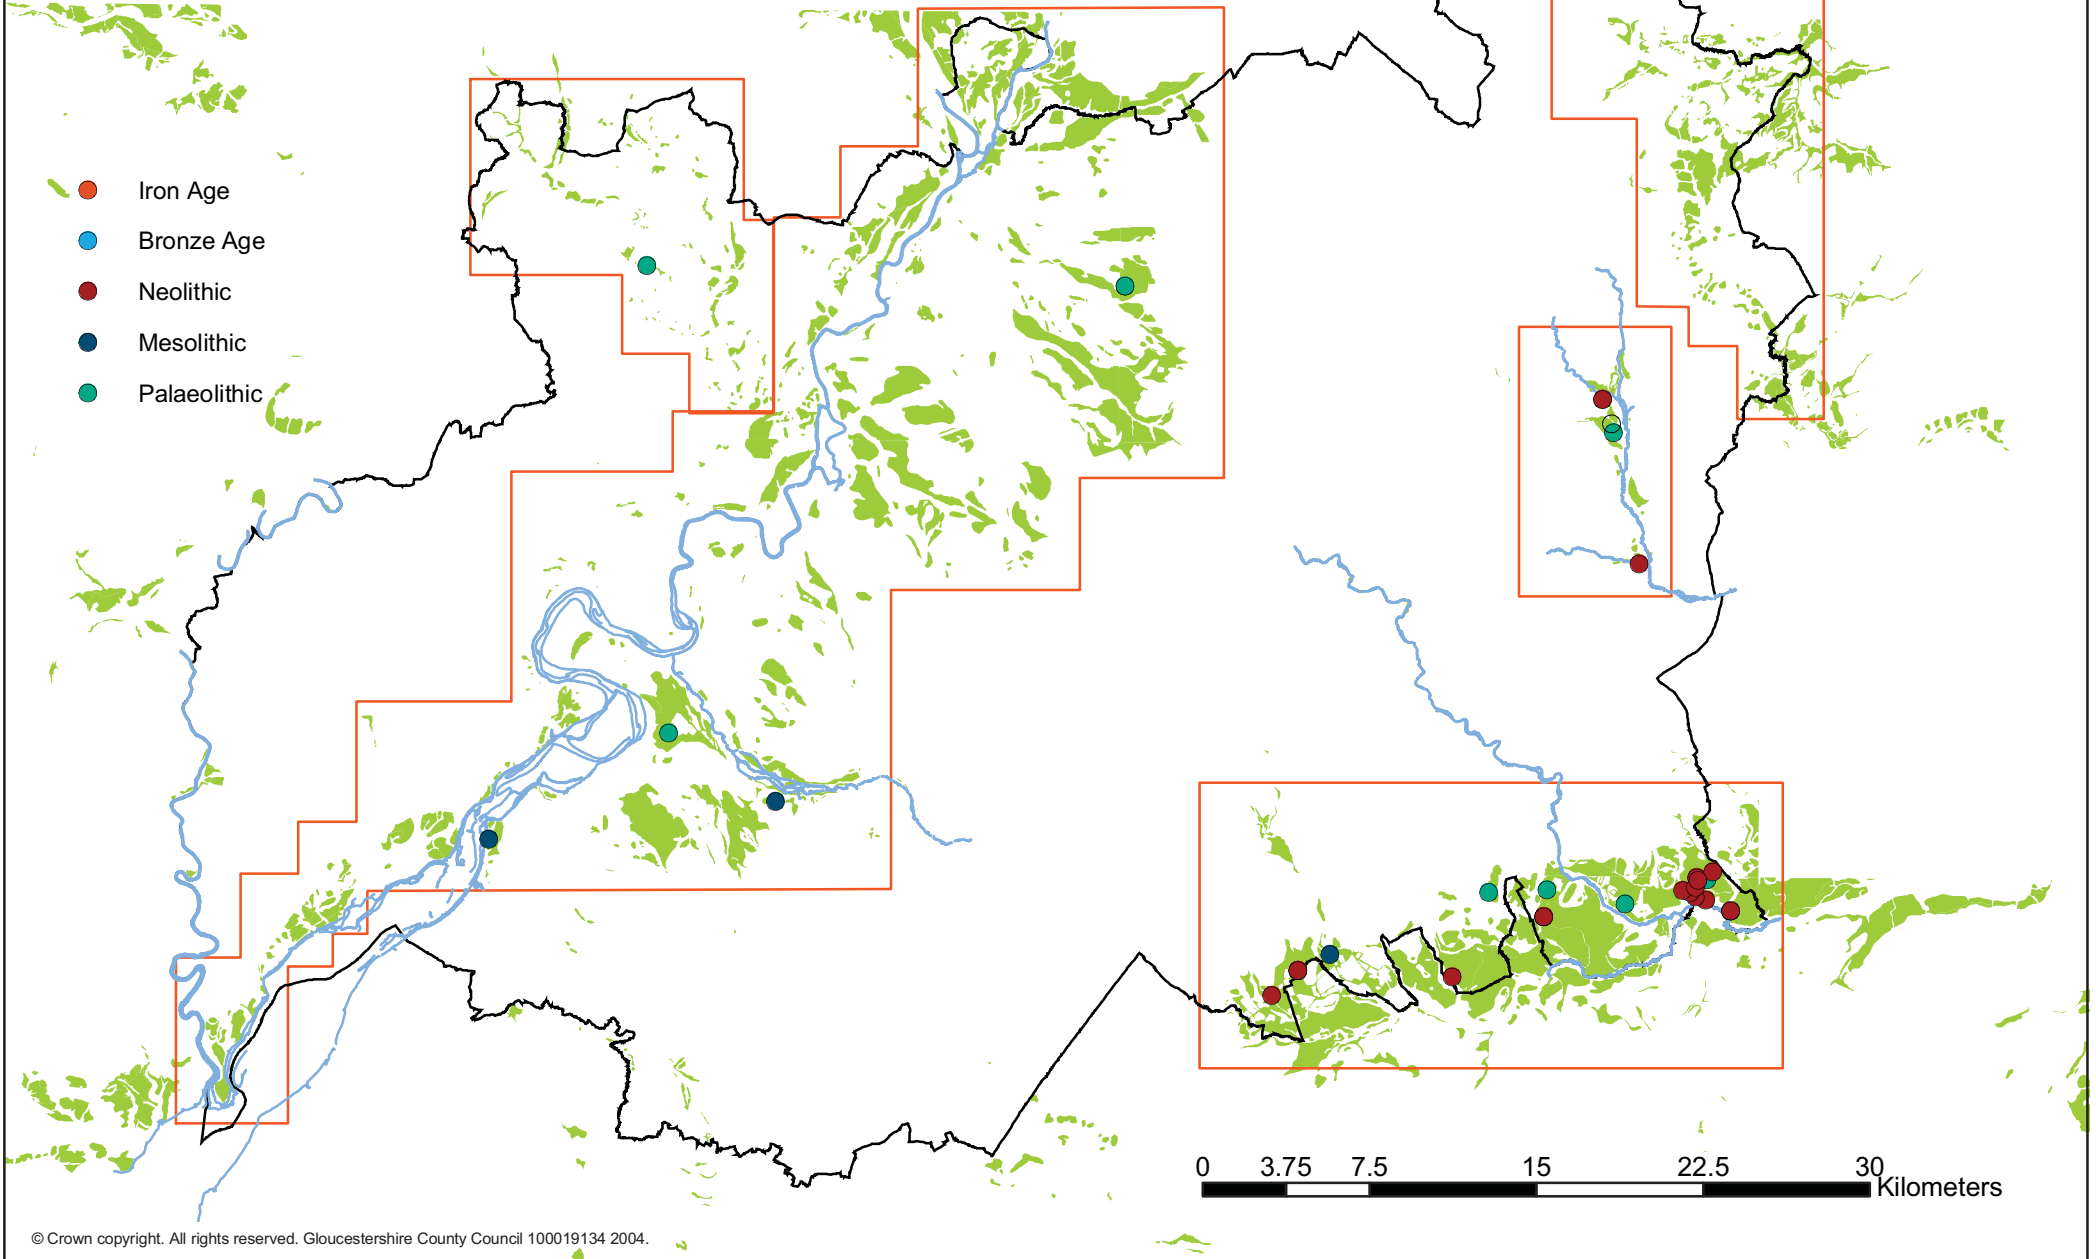 Iron Age
Bronze Age
Neolithic
Mesolithic
Palaeolithic
0 3.75 7.5 15 22.5 30
Kilometers
© Crown copyright. All rights reserved. Gloucestershire County Council 100019134 2004.